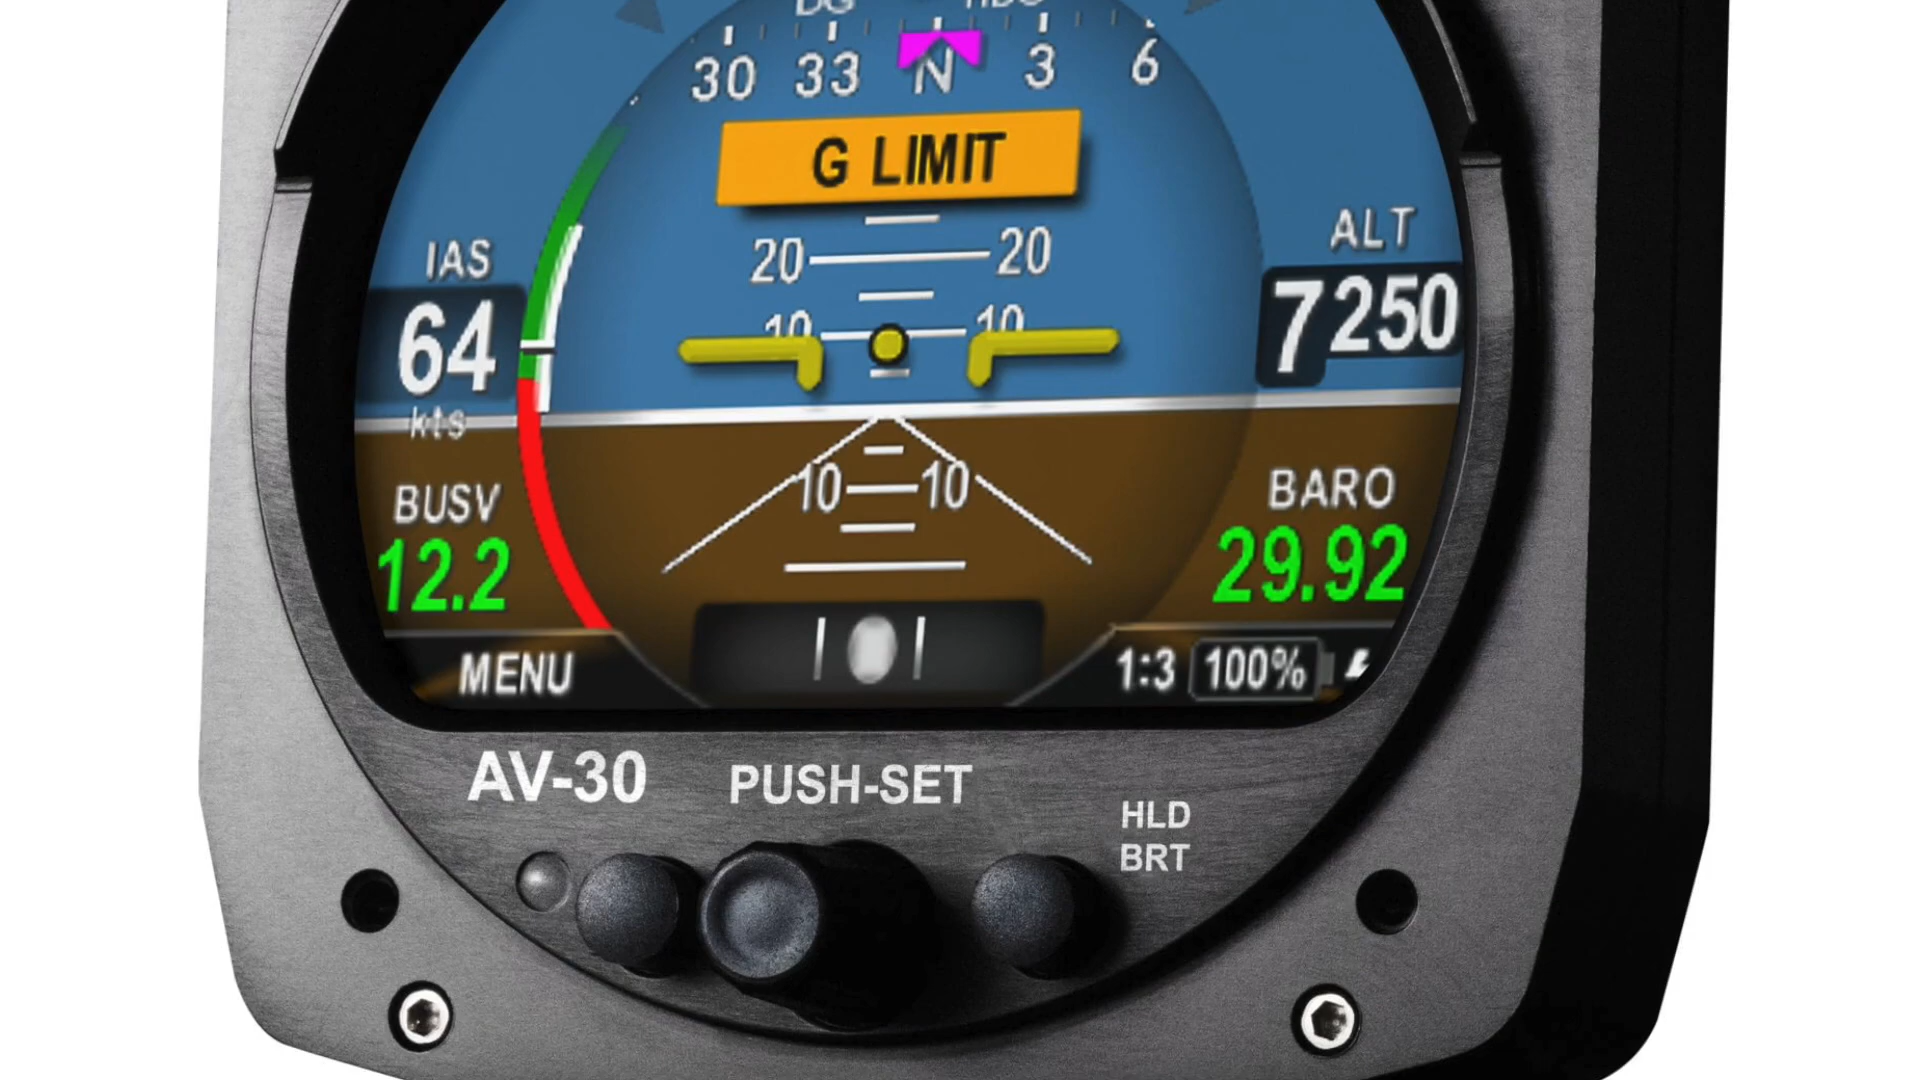 DG
30 33 N 3 6
G LIMIT
20 20
IAS
64
kts
ALT
7250
10 10
10 10
BUSV
12.2
BARO
29.92
MENU
1:3 100%
AV-30
PUSH-SET
HLD
BRT